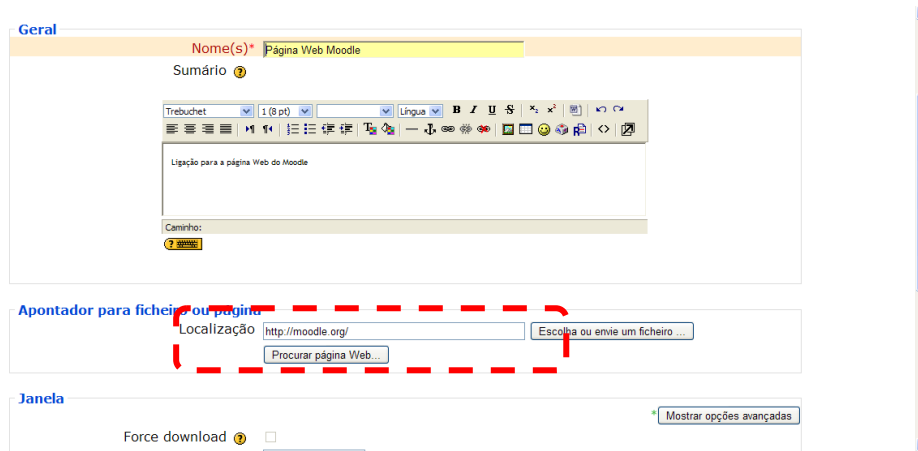 Geral
Nome(s)* Página Web Moodle
Sumário
Trebuchet 1 (8 pt) Língua B I U S
Ligação para a página Web do Moodle
Caminho:
Apontador para ficheiro ou página
Localização http://moodle.org/ Escolha ou envie um ficheiro ...
Procurar página Web...
Janela
* Mostrar opções avançadas
Force download